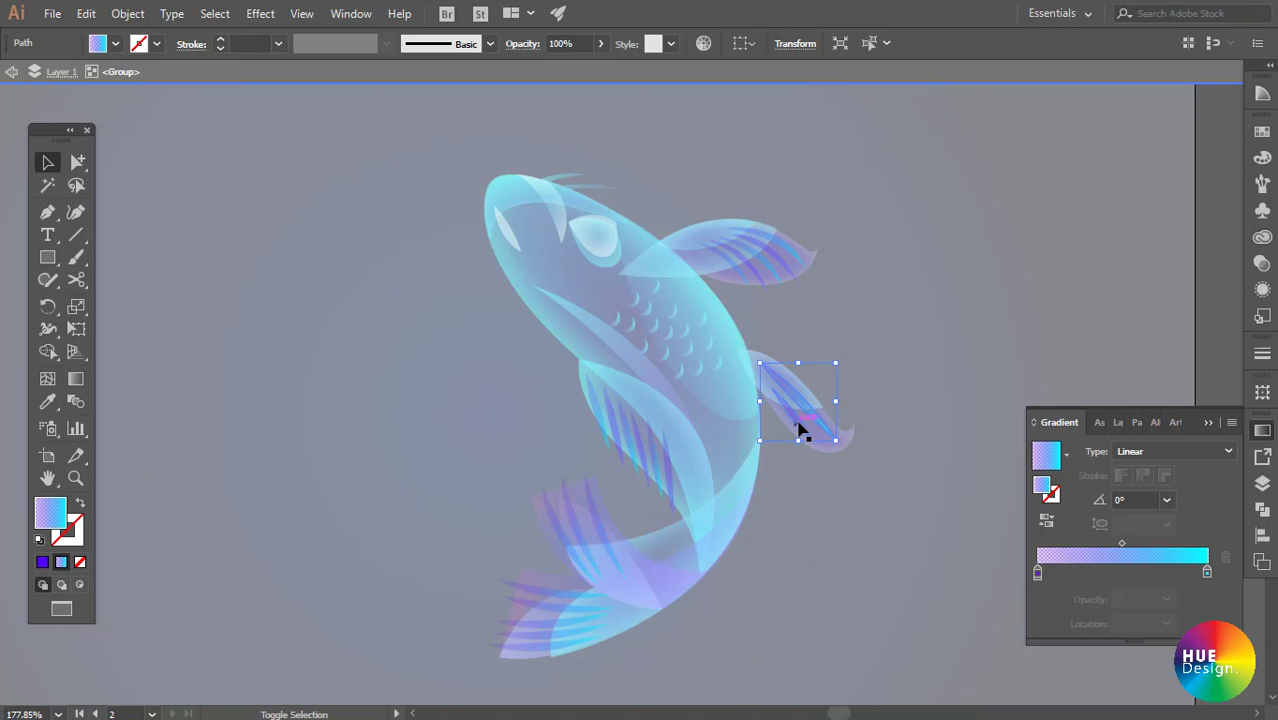 Ai File Edit Object Type Select Effect View Window Help Br St Essentials Search Adobe Stock
Path Stroke: Basic Opacity: 100% Style: Transform
Layer 1 <Group>
Gradient As La Pa Al Art
Type: Linear
Stroke:
0°
Opacity:
Location:
HUE
Design.
177.85% 2 Toggle Selection